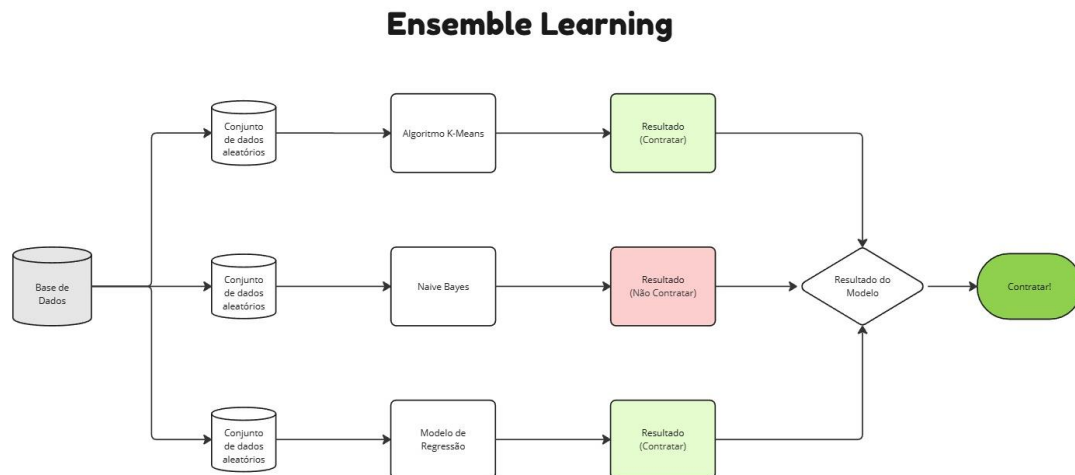 Ensemble Learning
Conjunto
de dados
aleatórios
Algoritmo K-Means
Resultado
(Contratar)
Base de
Dados
Conjunto
de dados
aleatórios
Naive Bayes
Resultado
(Não Contratar)
Resultado do
Modelo
Contratar!
Conjunto
de dados
aleatórios
Modelo de
Regressão
Resultado
(Contratar)